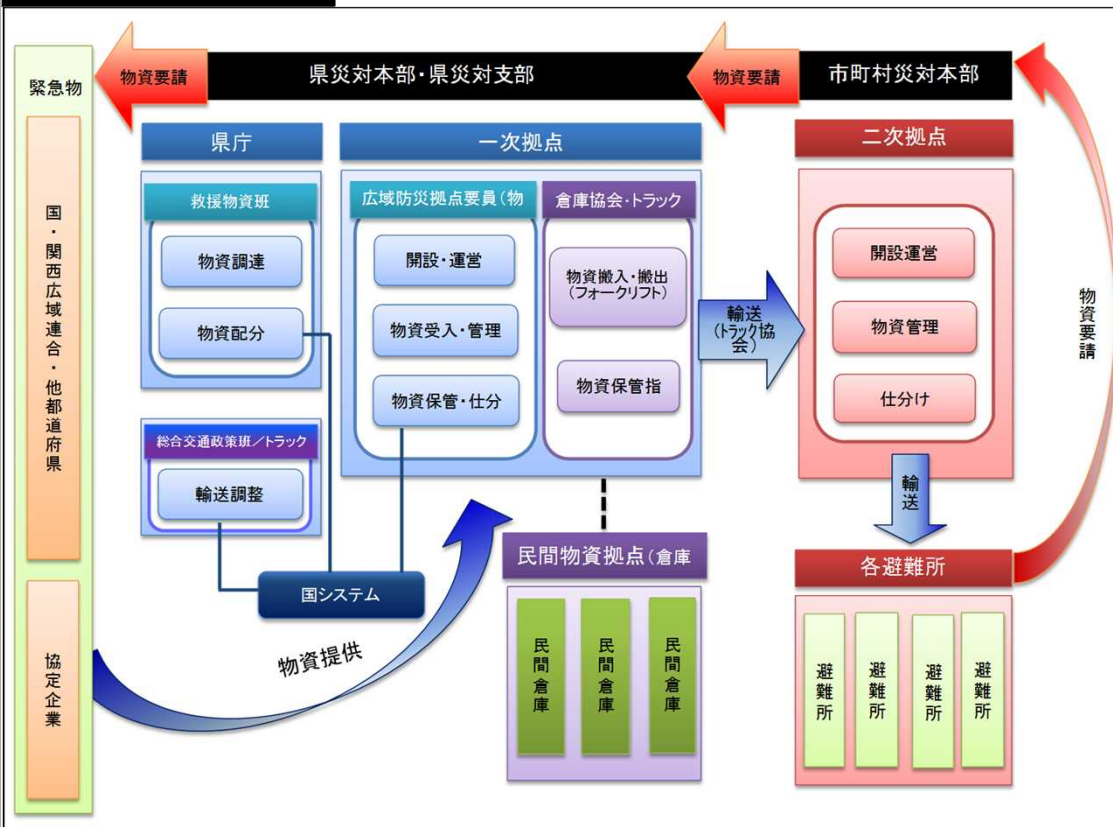 緊急物
物資要請
県災対本部・県災対支部
物資要請
市町村災対本部
国・関西広域連合・他都道府県
協定企業
県庁
救援物資班
物資調達
物資配分
総合交通政策班／トラック
輸送調整
国システム
一次拠点
広域防災拠点要員(物
開設・運営
物資受入・管理
物資保管・仕分
倉庫協会・トラック
物資搬入・搬出
(フォークリフト)
物資保管指
輸送
(トラック協
会)
二次拠点
開設運営
物資管理
仕分け
輸送
物資要請
物資提供
民間物資拠点(倉庫
民間倉庫
民間倉庫
民間倉庫
各避難所
避難所
避難所
避難所
避難所